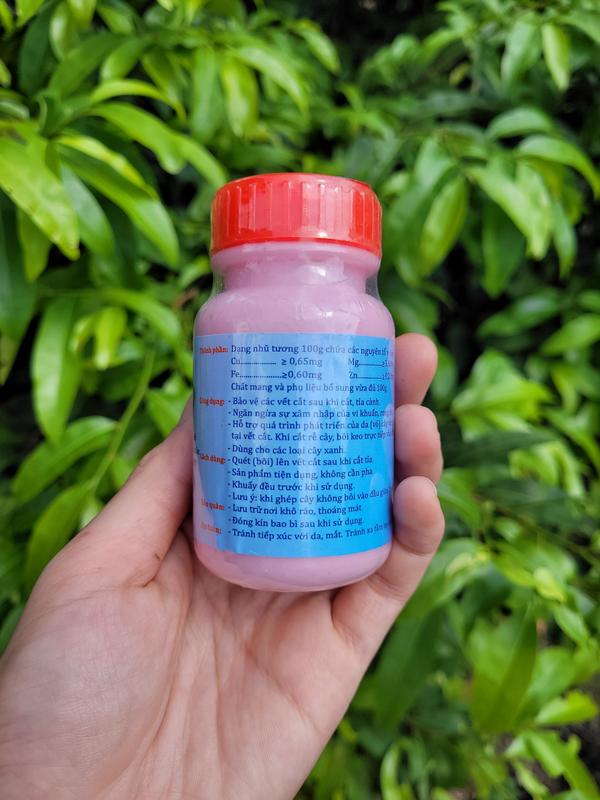 Thành phần: Dạng nhũ tương 100g chứa các nguyên tố
Cu............... ≥ 0,65mg Mg
Fe..................≥0,60mg Zn
Chất mang và phụ liệu bổ sung vừa đủ 100g
Công dụng: - Bảo vệ các vết cắt sau khi cắt, tỉa cành.
- Ngăn ngừa sự xâm nhập của vi khuẩn,
- Hỗ trợ quá trình phát triển của da (vỏ)
tại vết cắt. Khi cắt rễ cây, bôi keo trực tiếp
- Dùng cho các loại cây xanh.
Cách dùng: - Quét (bôi) lên vết cắt sau khi cắt tỉa
- Sản phẩm tiện dụng, không cần pha.
- Khuấy đều trước khi sử dụng.
- Lưu ý: khi ghép cây không bôi vào đầu
Bảo quản: - Lưu trữ nơi khô ráo, thoáng mát.
- Đóng kín bao bì sau khi sử dụng.
- Tránh tiếp xúc với da, mắt. Tránh xa tầm